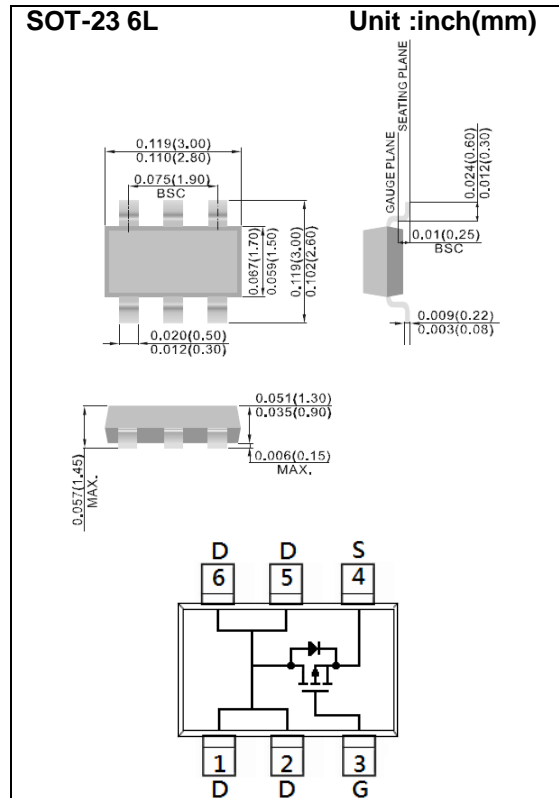 SOT-23 6L Unit :inch(mm)
0.119(3.00)
0.110(2.80)
0.075(1.90)
BSC
0.067(1.70)
0.059(1.50)
0.119(3.00)
0.102(2.60)
0.020(0.50)
0.012(0.30)
GAUGE PLANE
SEATING PLANE
0.024(0.60)
0.012(0.30)
0.01(0.25)
BSC
0.009(0.22)
0.003(0.08)
0.057(1.45)
MAX.
0.051(1.30)
0.035(0.90)
0.006(0.15)
MAX.
D D S
6 5 4
1 2 3
D D G